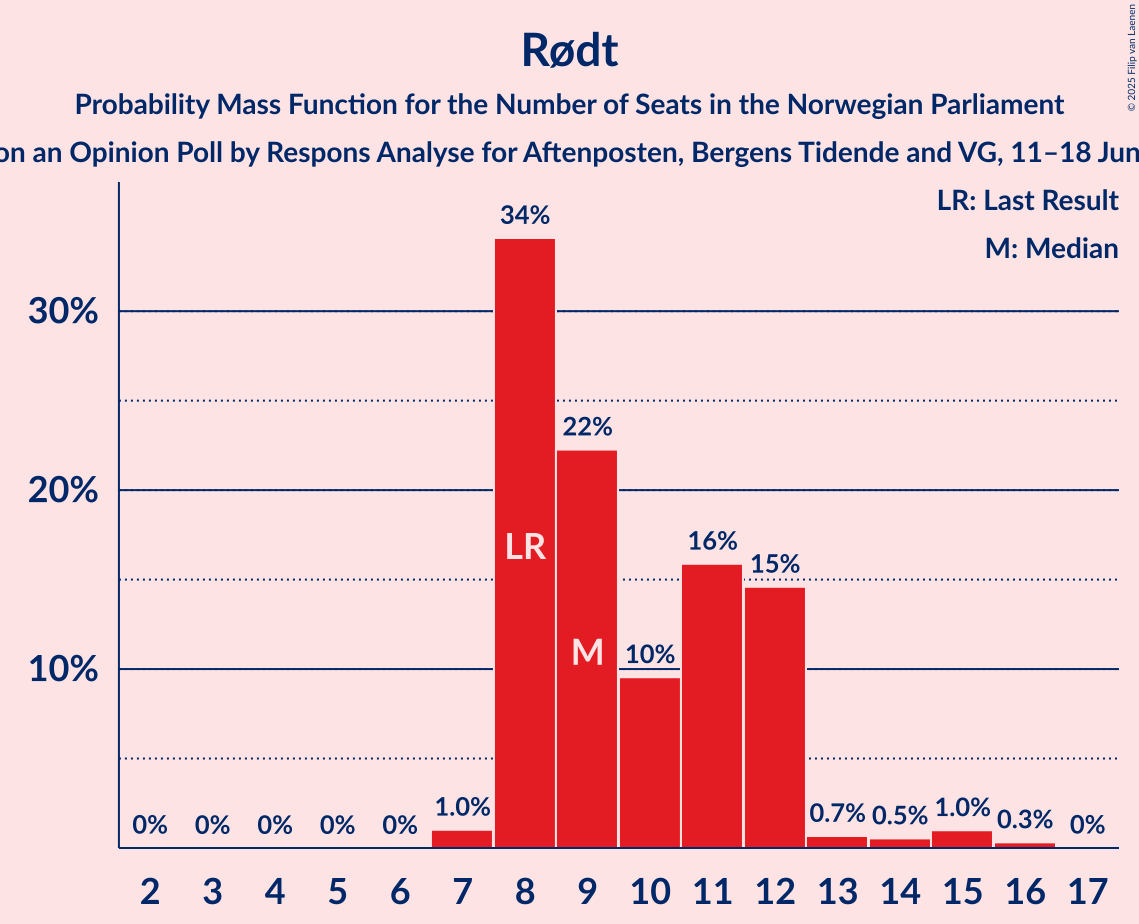 Rødt
Probability Mass Function for the Number of Seats in the Norwegian Parliament
on an Opinion Poll by Respons Analyse for Aftenposten, Bergens Tidende and VG, 11–18 Jun
© 2025 Filip van Laenen
LR: Last Result
M: Median
34%
30%
22%
20%
LR
16%
15%
M
10%
10%
0% 0% 0% 0% 0% 1.0% 0.7% 0.5% 1.0% 0.3% 0%
2 3 4 5 6 7 8 9 10 11 12 13 14 15 16 17